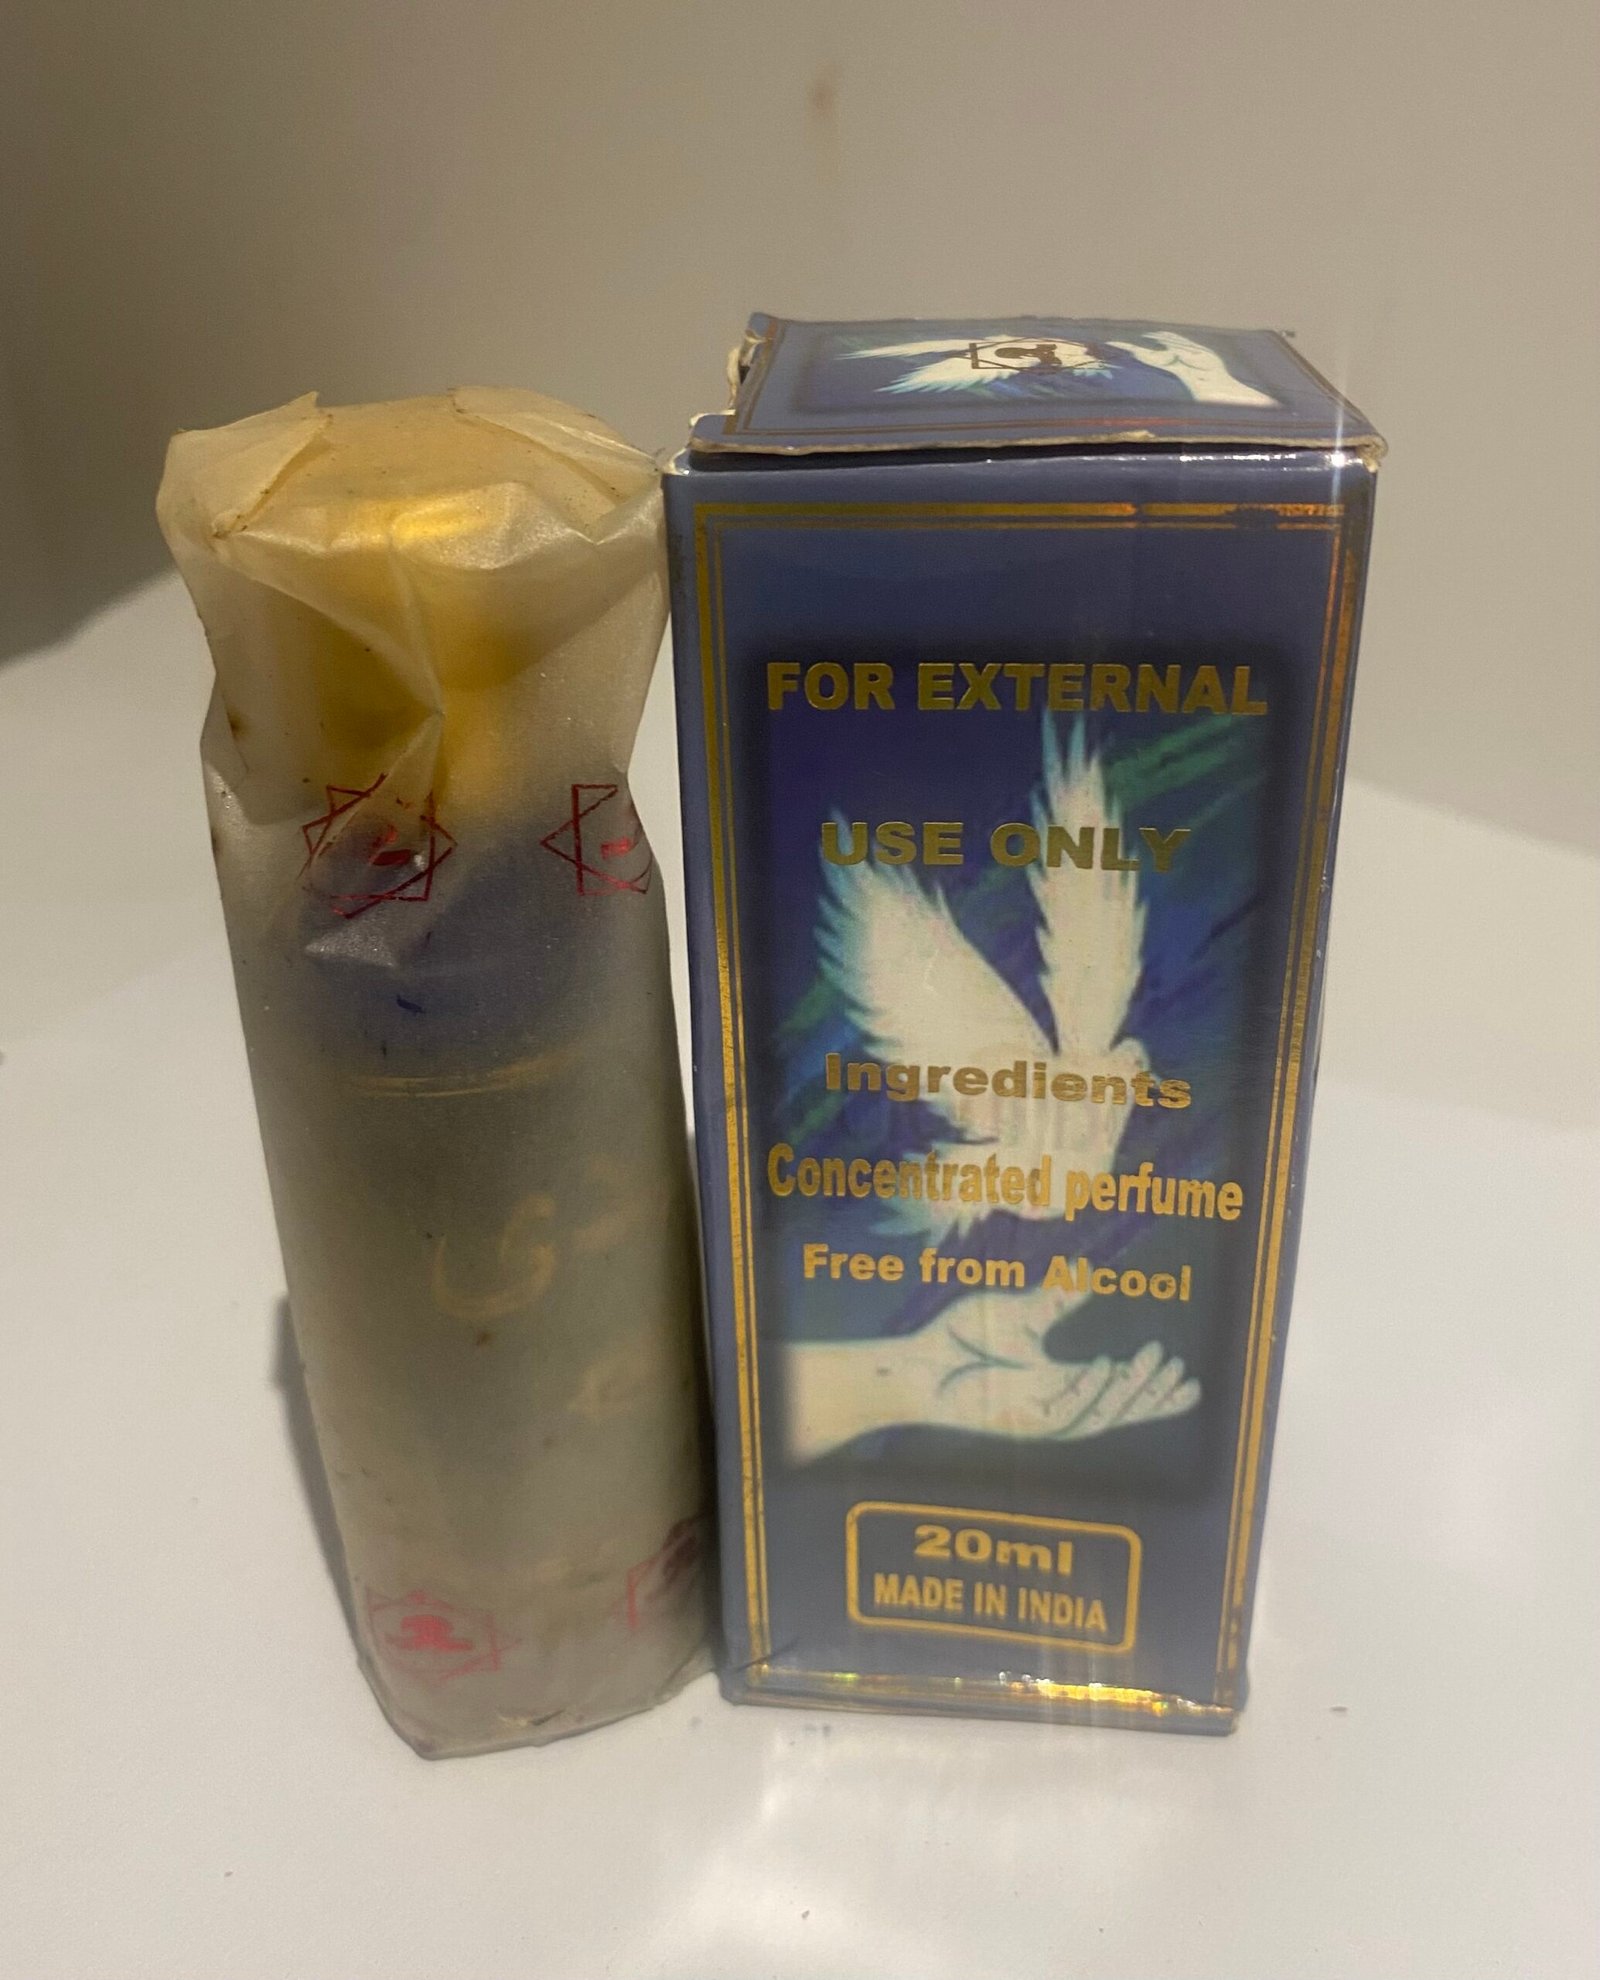 FOR EXTERNAL
USE ONLY
Ingredients
Concentrated perfume
Free from Alcool
20ml
MADE IN INDIA